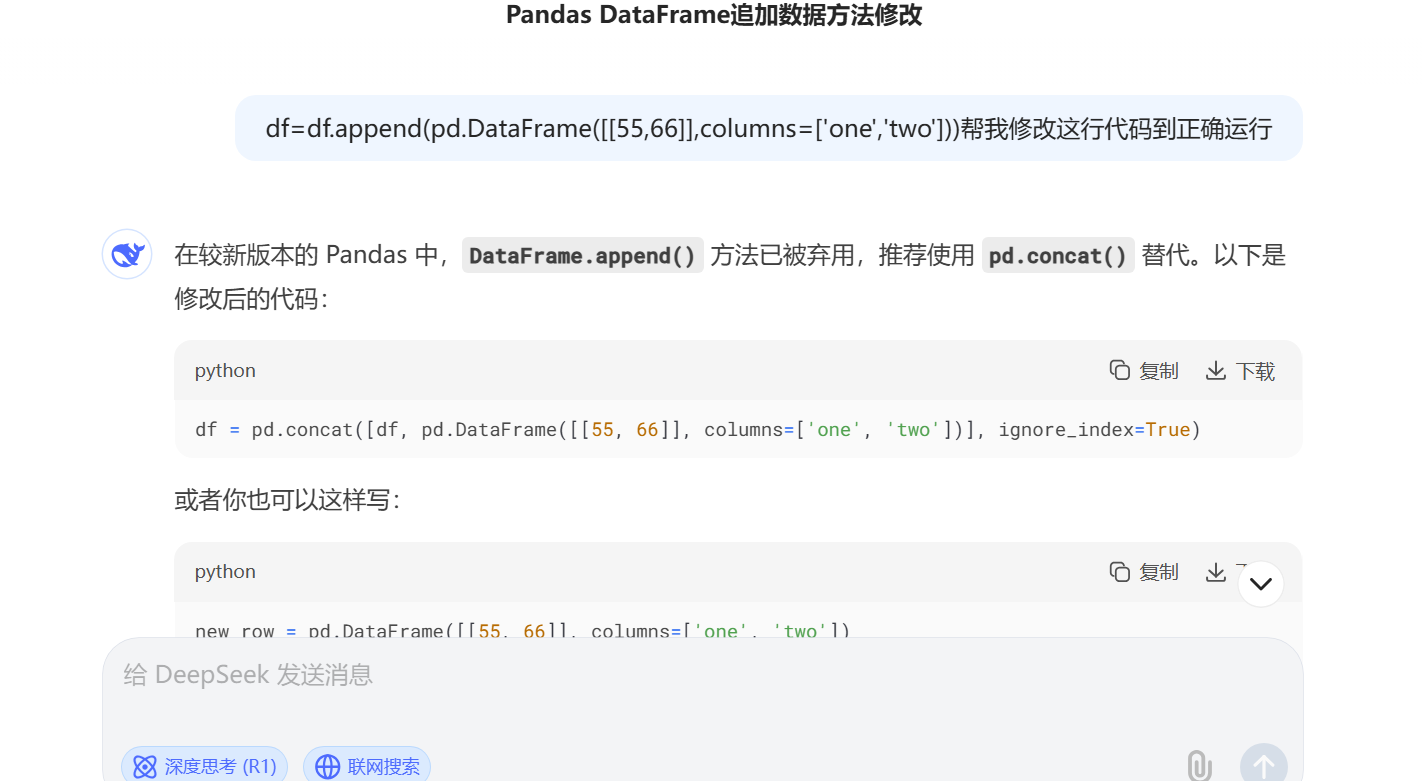 Pandas DataFrame追加数据方法修改
df=df.append(pd.DataFrame([[55,66]],columns=['one','two']))帮我修改这行代码到正确运行
在较新版本的 Pandas 中，DataFrame.append() 方法已被弃用，推荐使用 pd.concat() 替代。以下是
修改后的代码：
python 复制 下载
df = pd.concat([df, pd.DataFrame([[55, 66]], columns=['one', 'two'])], ignore_index=True)
或者你也可以这样写：
python 复制
new_row = pd.DataFrame([[55, 66]], columns=['one', 'two'])
给 DeepSeek 发送消息
深度思考 (R1) 联网搜索